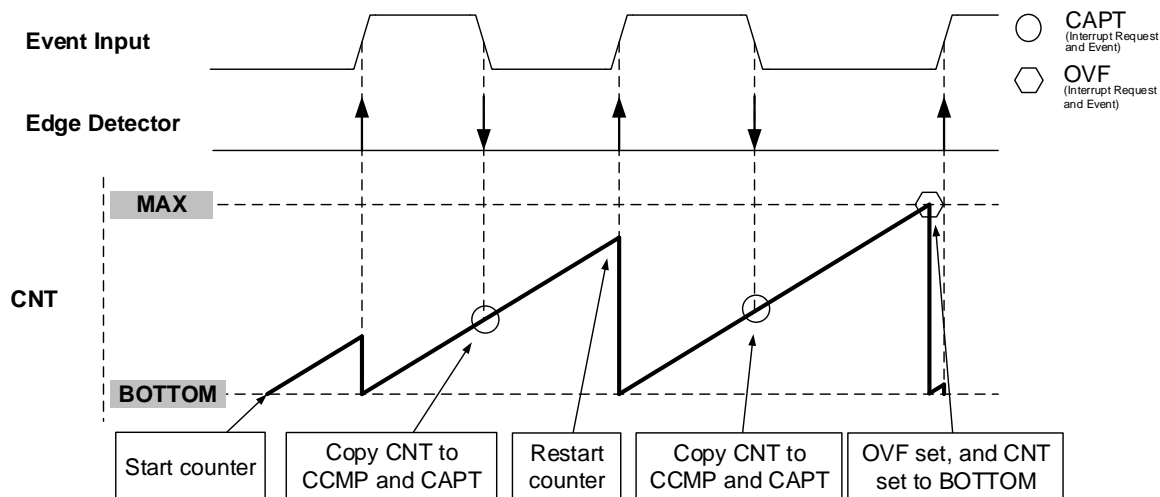 Event Input
CAPT
(Interrupt Request
and Event)
OVF
(Interrupt Request
and Event)
Edge Detector
MAX
CNT
BOTTOM
Start counter
Copy CNT to
CCMP and CAPT
Restart
counter
Copy CNT to
CCMP and CAPT
OVF set, and CNT
set to BOTTOM